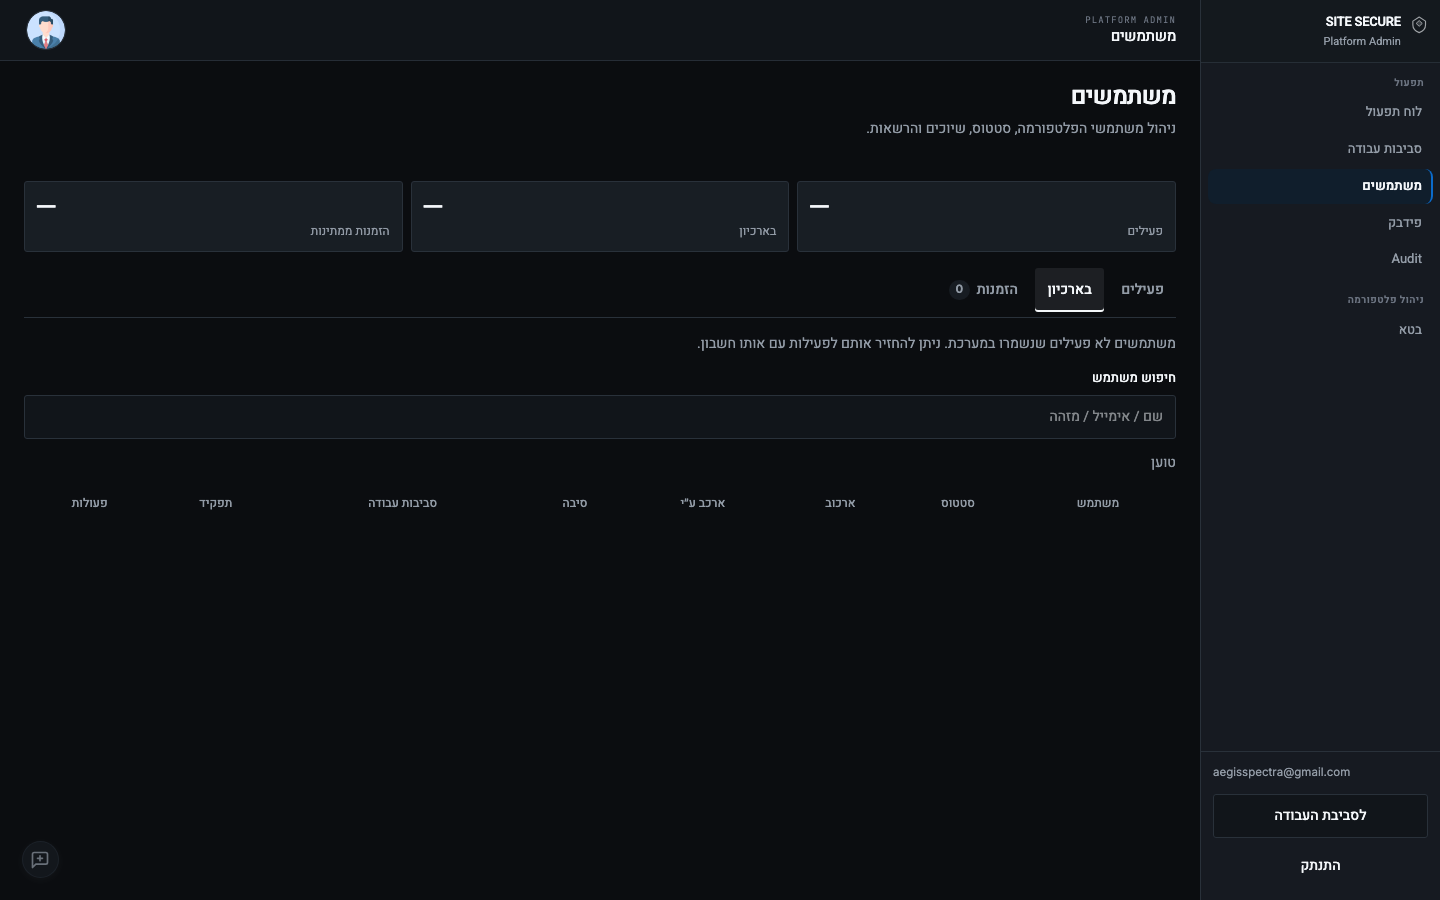 SITE SECURE
Platform Admin
תפעול
לוח תפעול
סביבות עבודה
משתמשים
פידבק
Audit
ניהול פלטפורמה
בטא
aegisspectra@gmail.com
לסביבת העבודה
התנתק
PLATFORM ADMIN
משתמשים
משתמשים
ניהול משתמשי הפלטפורמה, סטטוס, שיוכים והרשאות.
— — —
פעילים בארכיון הזמנות ממתינות
פעילים בארכיון הזמנות 0
משתמשים לא פעילים שנשמרו במערכת. ניתן להחזיר אותם לפעילות עם אותו חשבון.
חיפוש משתמש
שם / אימייל / מזהה
טוען
משתמש סטטוס ארכוב ארכב ע"י סיבה סביבות עבודה תפקיד פעולות